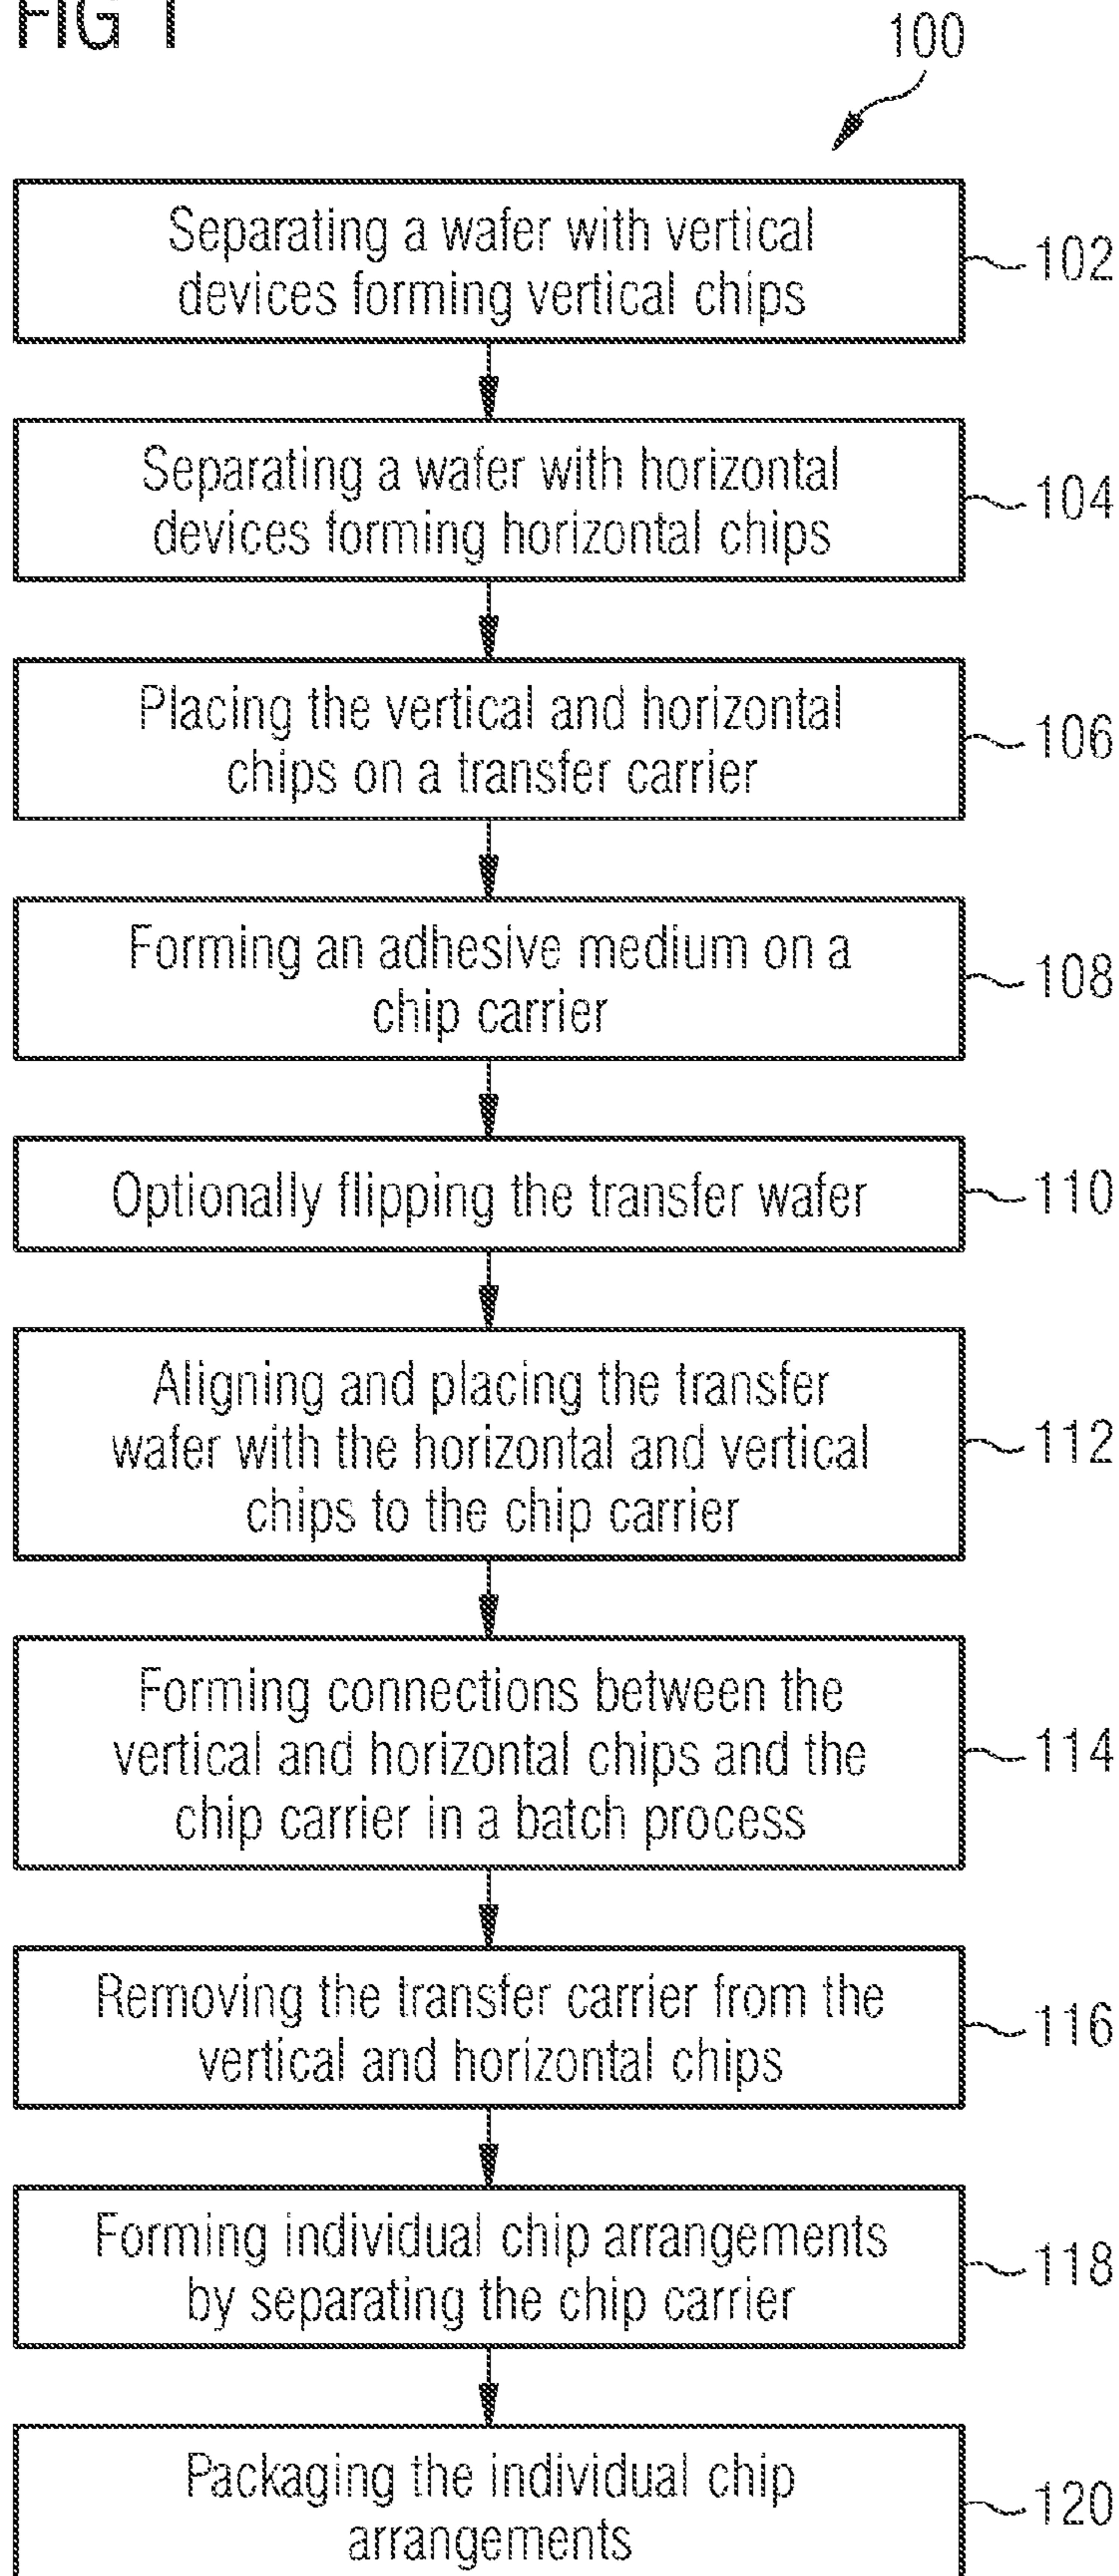 FIG 1
100
Separating a wafer with vertical
devices forming vertical chips
102
Separating a wafer with horizontal
devices forming horizontal chips
104
Placing the vertical and horizontal
chips on a transfer carrier
106
Forming an adhesive medium on a
chip carrier
108
Optionally flipping the transfer wafer
110
Aligning and placing the transfer
wafer with the horizontal and vertical
chips to the chip carrier
112
Forming connections between the
vertical and horizontal chips and the
chip carrier in a batch process
114
Removing the transfer carrier from the
vertical and horizontal chips
116
Forming individual chip arrangements
by separating the chip carrier
118
Packaging the individual chip
arrangements
120